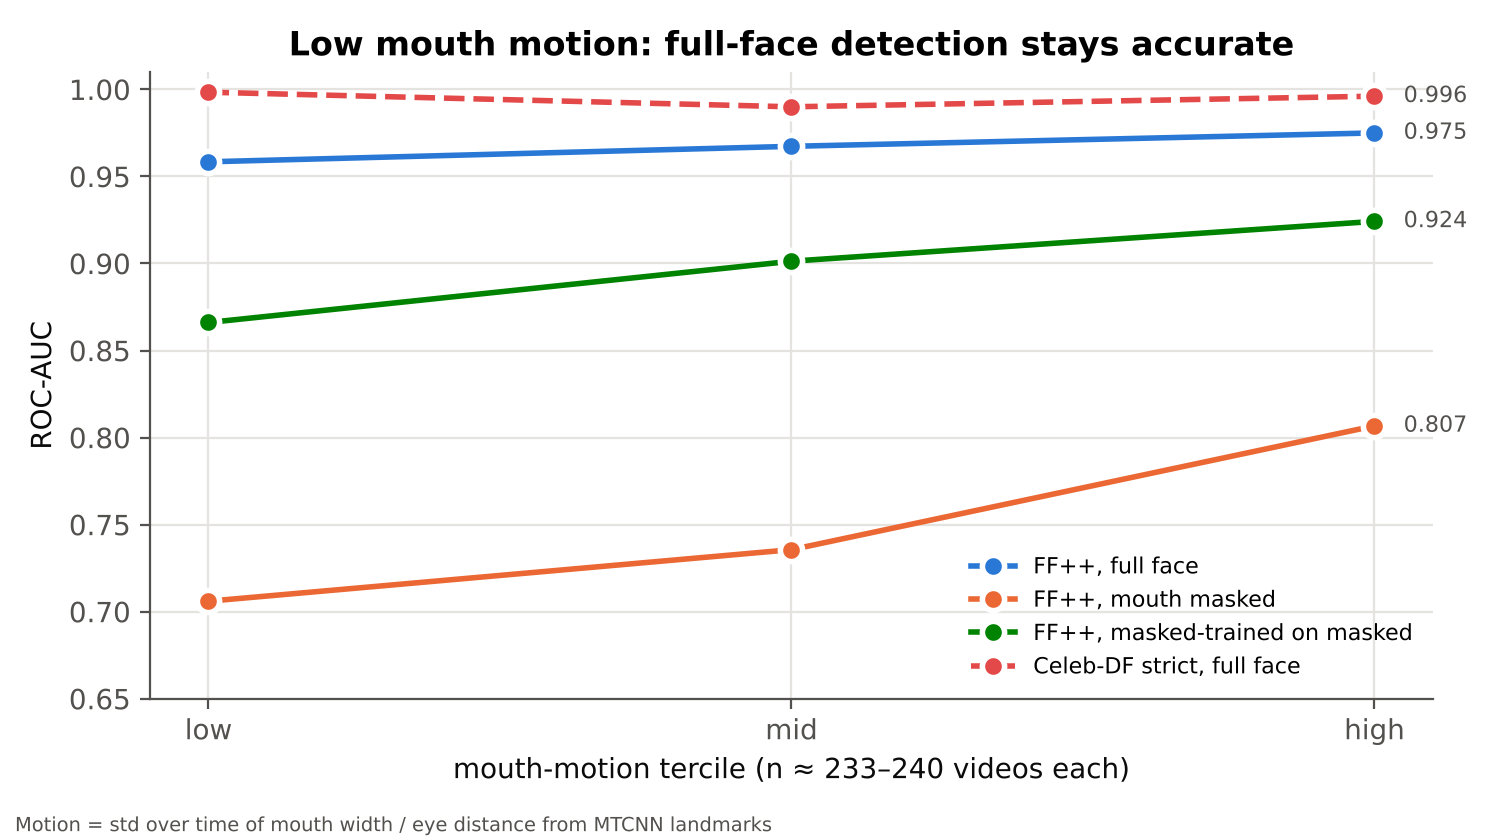 Low mouth motion: full-face detection stays accurate
1.00
0.95
0.90
0.85
0.80
0.75
0.70
0.65
ROC-AUC
0.996
0.975
0.924
0.807
FF++, full face
FF++, mouth masked
FF++, masked-trained on masked
Celeb-DF strict, full face
low mid high
mouth-motion tercile (n ≈ 233–240 videos each)
Motion = std over time of mouth width / eye distance from MTCNN landmarks